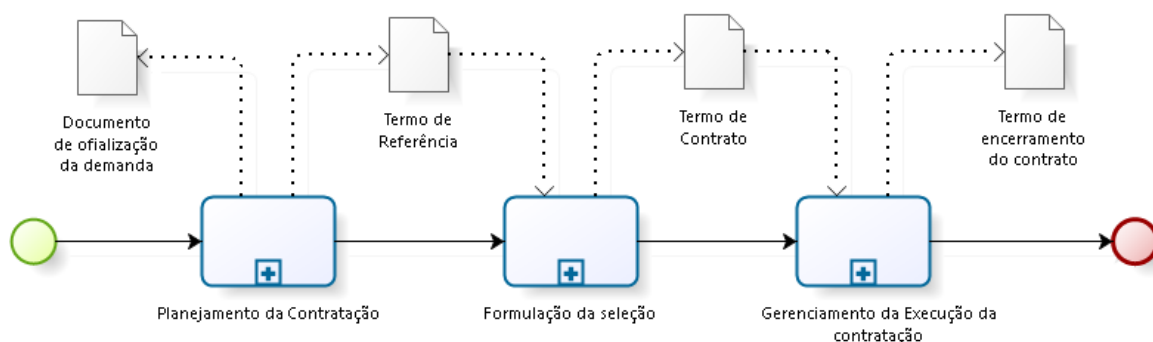 Documento
de ofialização
da demanda
Termo de
Referência
Termo de
Contrato
Termo de
encerramento
do contrato
Planejamento da Contratação
Formulação da seleção
Gerenciamento da Execução da
contratação